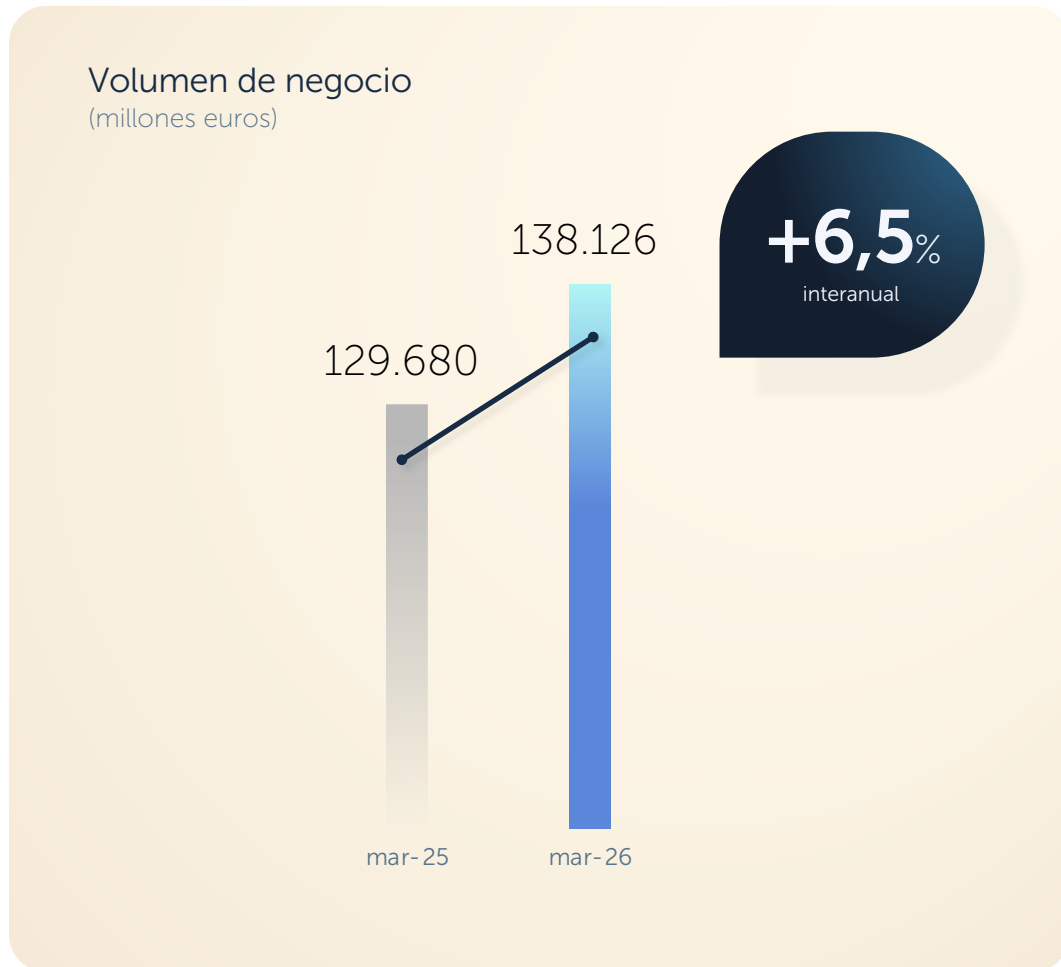 Volumen de negocio
(millones euros)
+6,5%
interanual
138.126
129.680
mar-25
mar-26